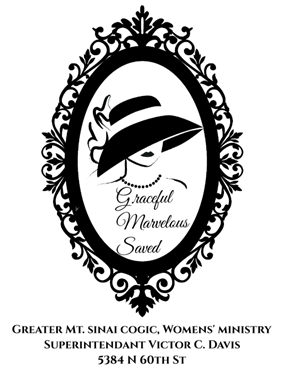 Graceful
Marvelous
Saved
Greater Mt. sinai cogic, Womens' ministry
Superintendant Victor C. Davis
5384 N 60th St